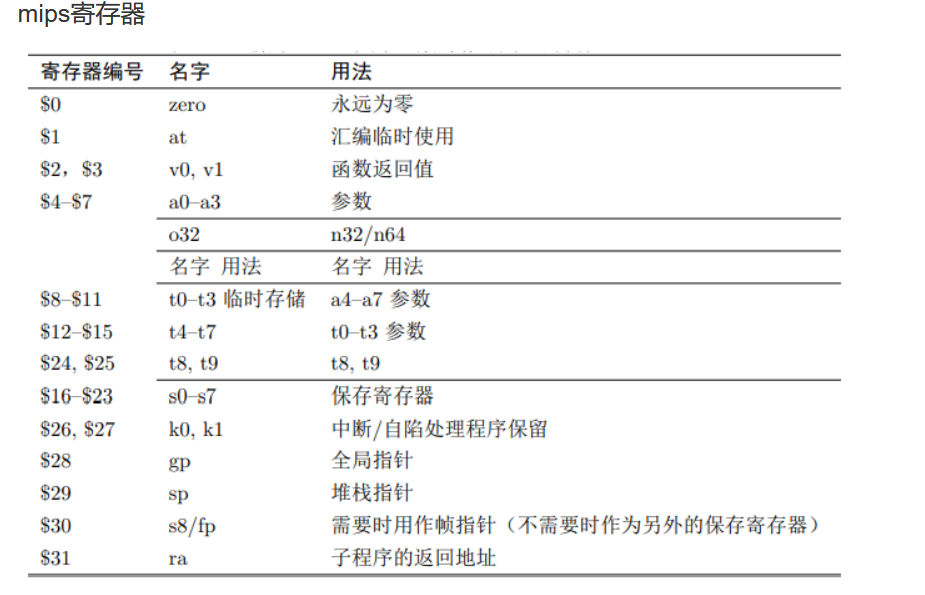 mips寄存器
寄存器编号 名字 用法
$0 zero 永远为零
$1 at 汇编临时使用
$2，$3 v0, v1 函数返回值
$4–$7 a0–a3 参数
o32 n32/n64
名字 用法 名字 用法
$8–$11 t0–t3 临时存储 a4–a7 参数
$12–$15 t4–t7 t0–t3 参数
$24, $25 t8, t9 t8, t9
$16–$23 s0–s7 保存寄存器
$26, $27 k0, k1 中断/自陷处理程序保留
$28 gp 全局指针
$29 sp 堆栈指针
$30 s8/fp 需要时用作帧指针（不需要时作为另外的保存寄存器）
$31 ra 子程序的返回地址